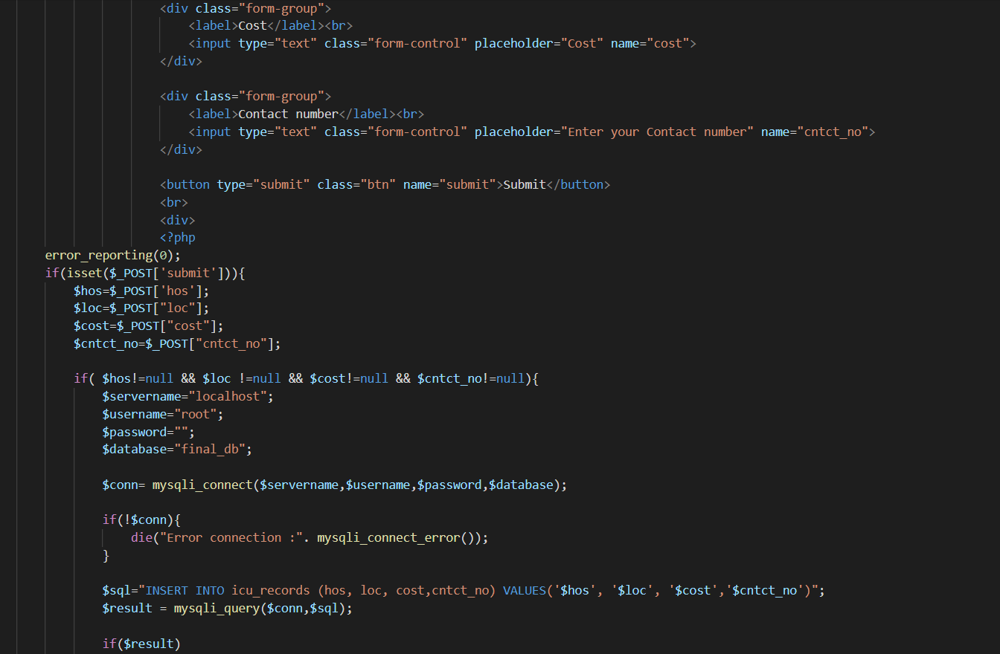 <div class="form-group">
<label>Cost</label><br>
<input type="text" class="form-control" placeholder="Cost" name="cost">
</div>
<div class="form-group">
<label>Contact number</label><br>
<input type="text" class="form-control" placeholder="Enter your Contact number" name="cntct_no">
</div>
<button type="submit" class="btn" name="submit">Submit</button>
<br>
<div>
<?php
error_reporting(0);
if(isset($_POST['submit'])){
$hos=$_POST['hos'];
$loc=$_POST["loc"];
$cost=$_POST["cost"];
$cntct_no=$_POST["cntct_no"];
if( $hos!=null && $loc !=null && $cost!=null && $cntct_no!=null){
$servername="localhost";
$username="root";
$password="";
$database="final_db";
$conn= mysqli_connect($servername,$username,$password,$database);
if(!$conn){
die("Error connection :". mysqli_connect_error());
}
$sql="INSERT INTO icu_records (hos, loc, cost,cntct_no) VALUES('$hos', '$loc', '$cost','$cntct_no')";
$result = mysqli_query($conn,$sql);
if($result)